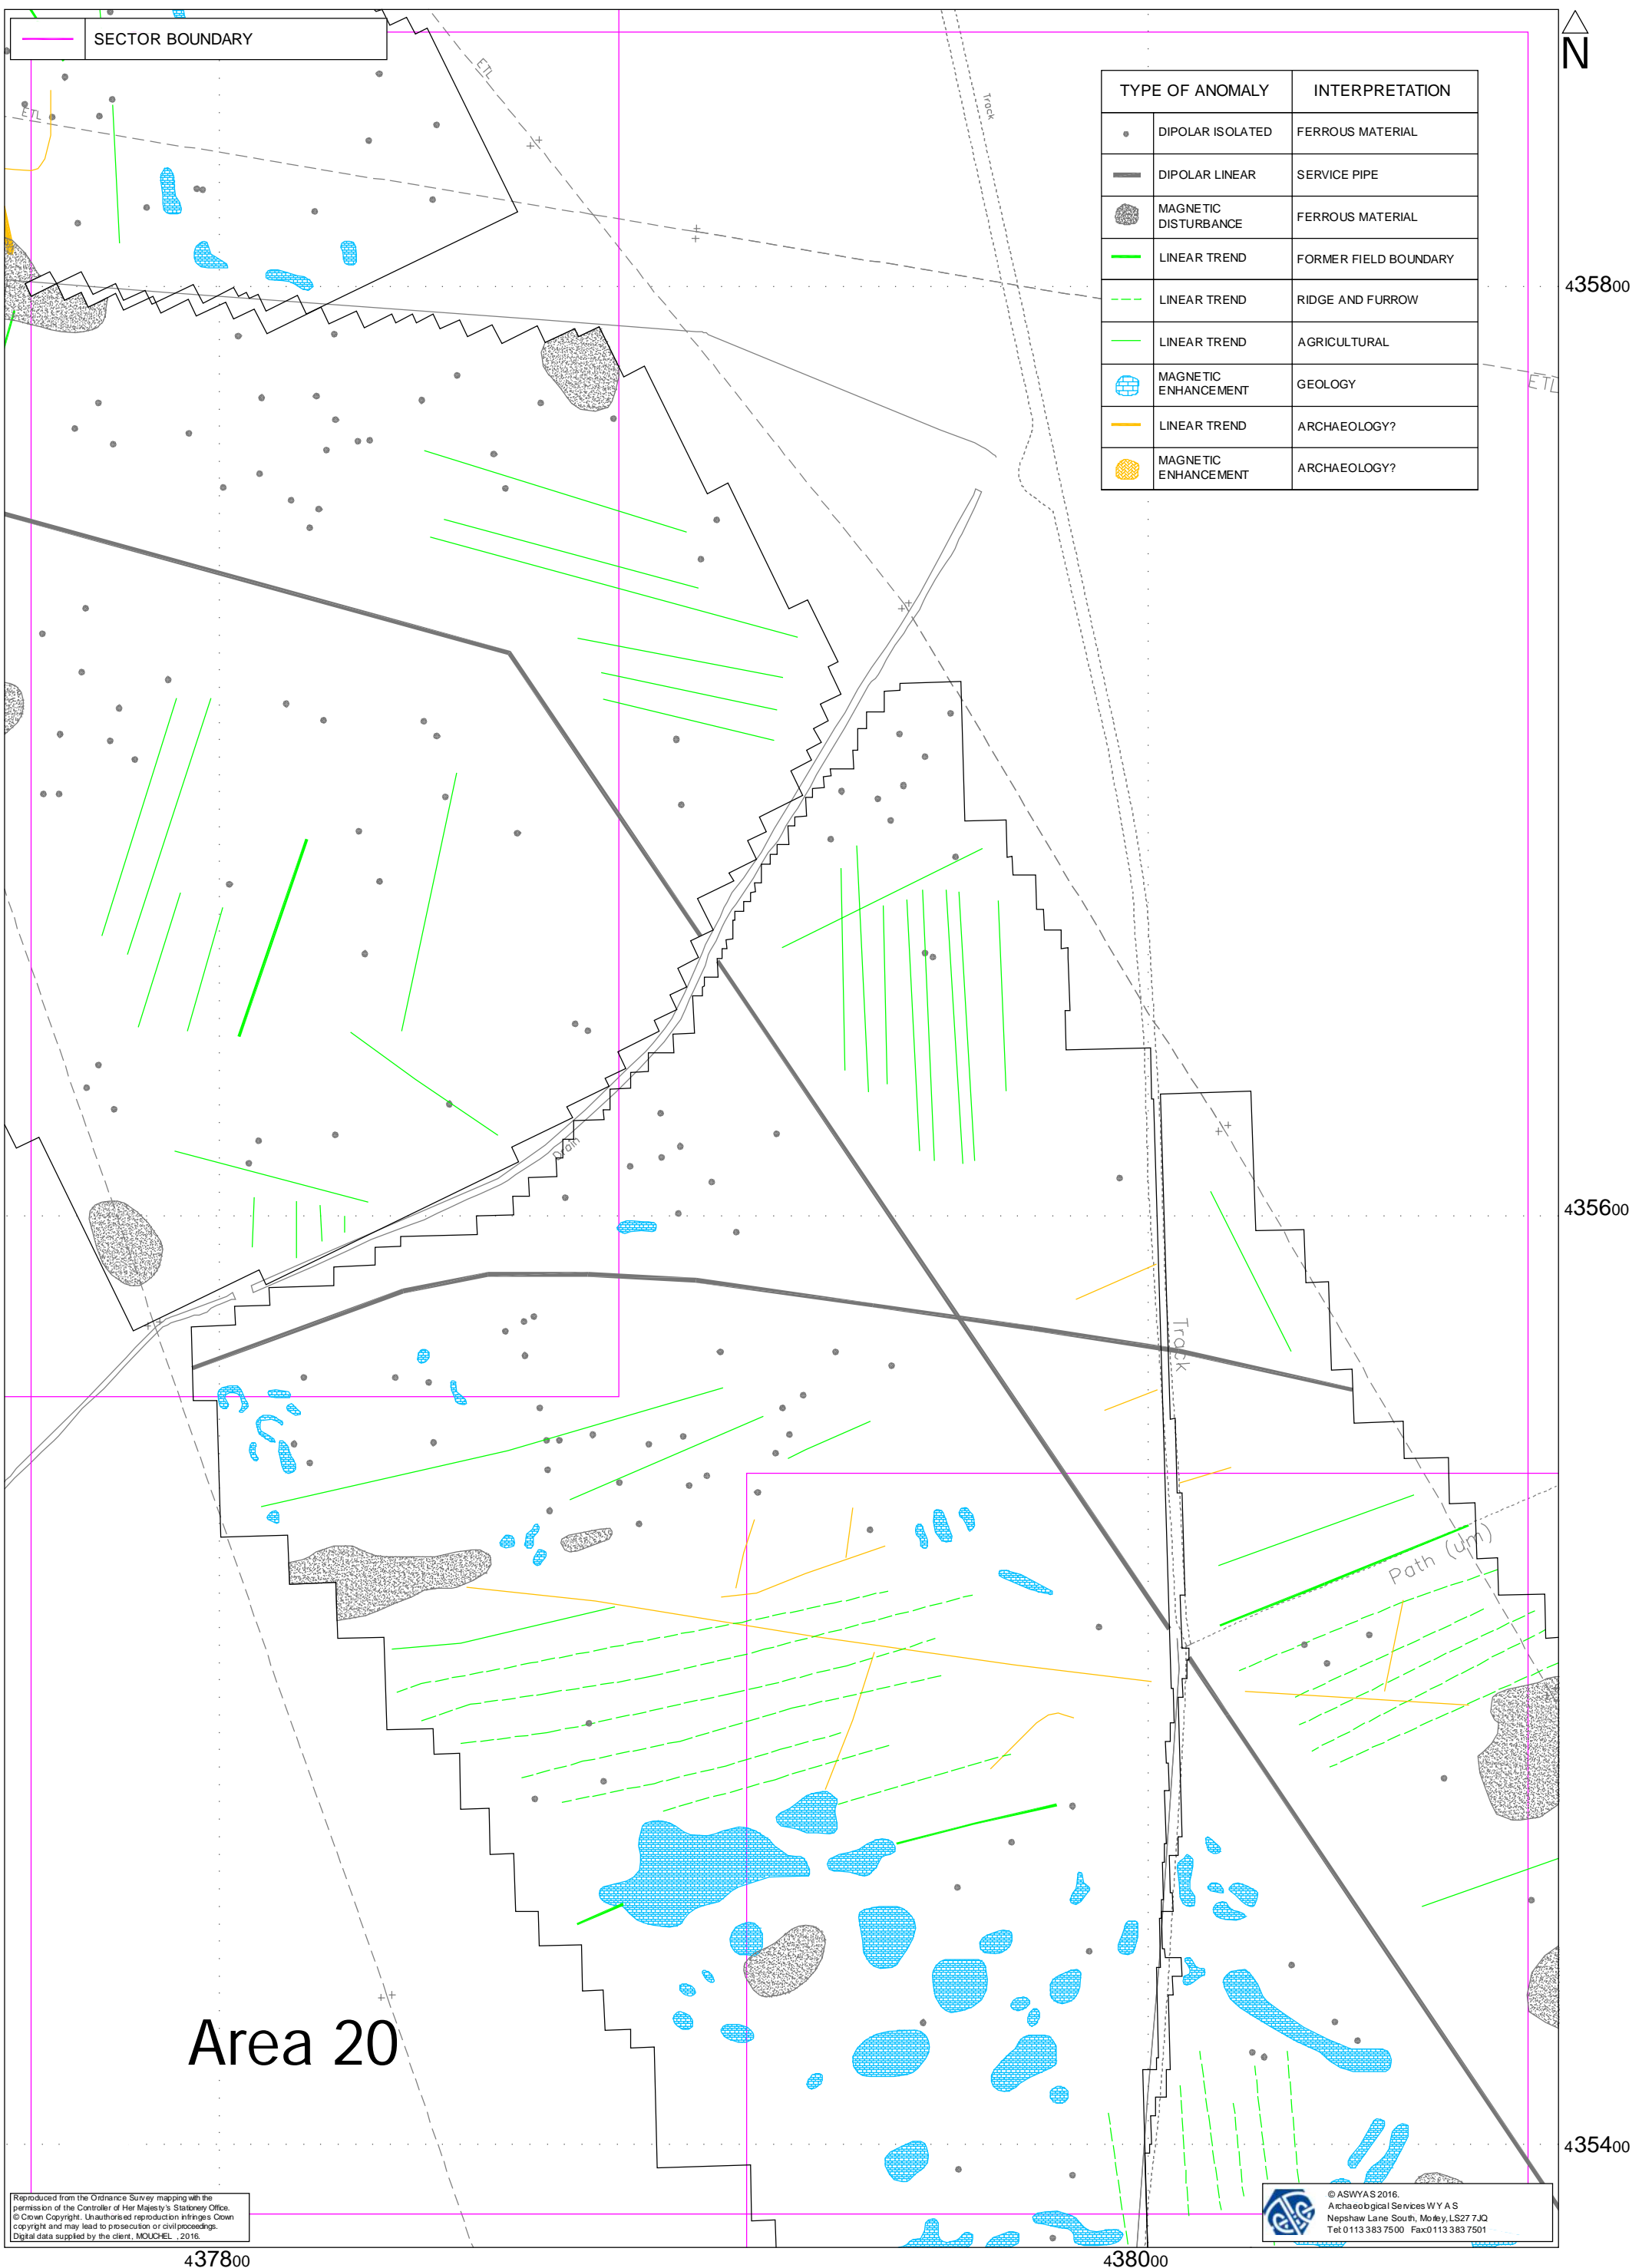 SECTOR BOUNDARY
N
ETL
ETL
Track
TYPE OF ANOMALY INTERPRETATION
DIPOLAR ISOLATED FERROUS MATERIAL
DIPOLAR LINEAR SERVICE PIPE
MAGNETIC
DISTURBANCE FERROUS MATERIAL
LINEAR TREND FORMER FIELD BOUNDARY
LINEAR TREND RIDGE AND FURROW
LINEAR TREND AGRICULTURAL
MAGNETIC
ENHANCEMENT GEOLOGY
LINEAR TREND ARCHAEOLOGY?
MAGNETIC
ENHANCEMENT ARCHAEOLOGY?
435800
ETL
Drain
435600
Track
Path (um)
Area 20
435400
Reproduced from the Ordnance Survey mapping with the
permission of the Controller of Her Majesty's Stationery Office.
© Crown Copyright. Unauthorised reproduction infringes Crown
copyright and may lead to prosecution or civil proceedings.
Digital data supplied by the client, MOUCHEL , 2016.
© ASWYAS 2016.
Archaeological Services W Y A S
Nepshaw Lane South, Morley, LS27 7JQ
Tel: 0113 383 7500 Fax: 0113 383 7501
437800
438000